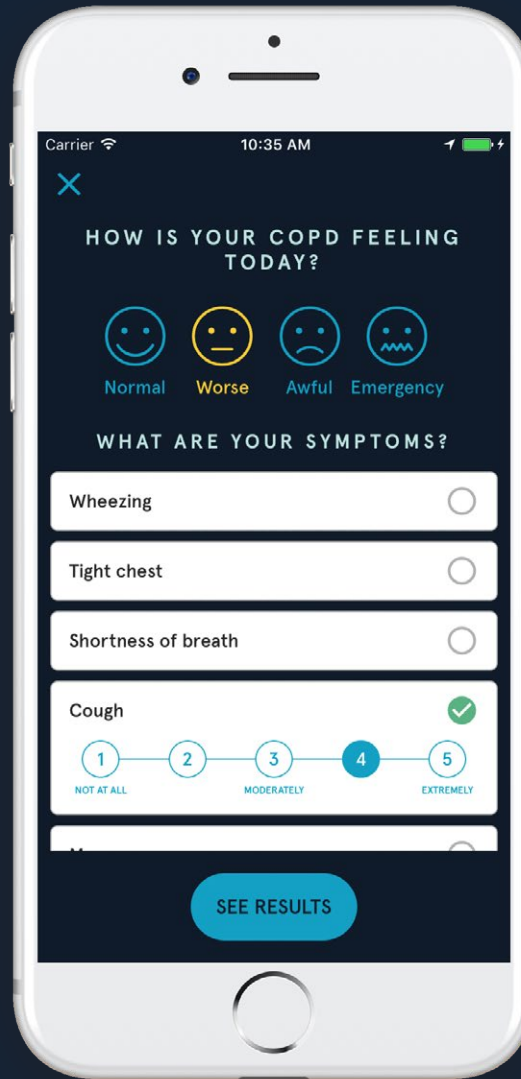 Carrier
10:35 AM
HOW IS YOUR COPD FEELING
TODAY?
Normal Worse Awful Emergency
WHAT ARE YOUR SYMPTOMS?
Wheezing
Tight chest
Shortness of breath
Cough
1 2 3 4 5
NOT AT ALL MODERATELY EXTREMELY
SEE RESULTS